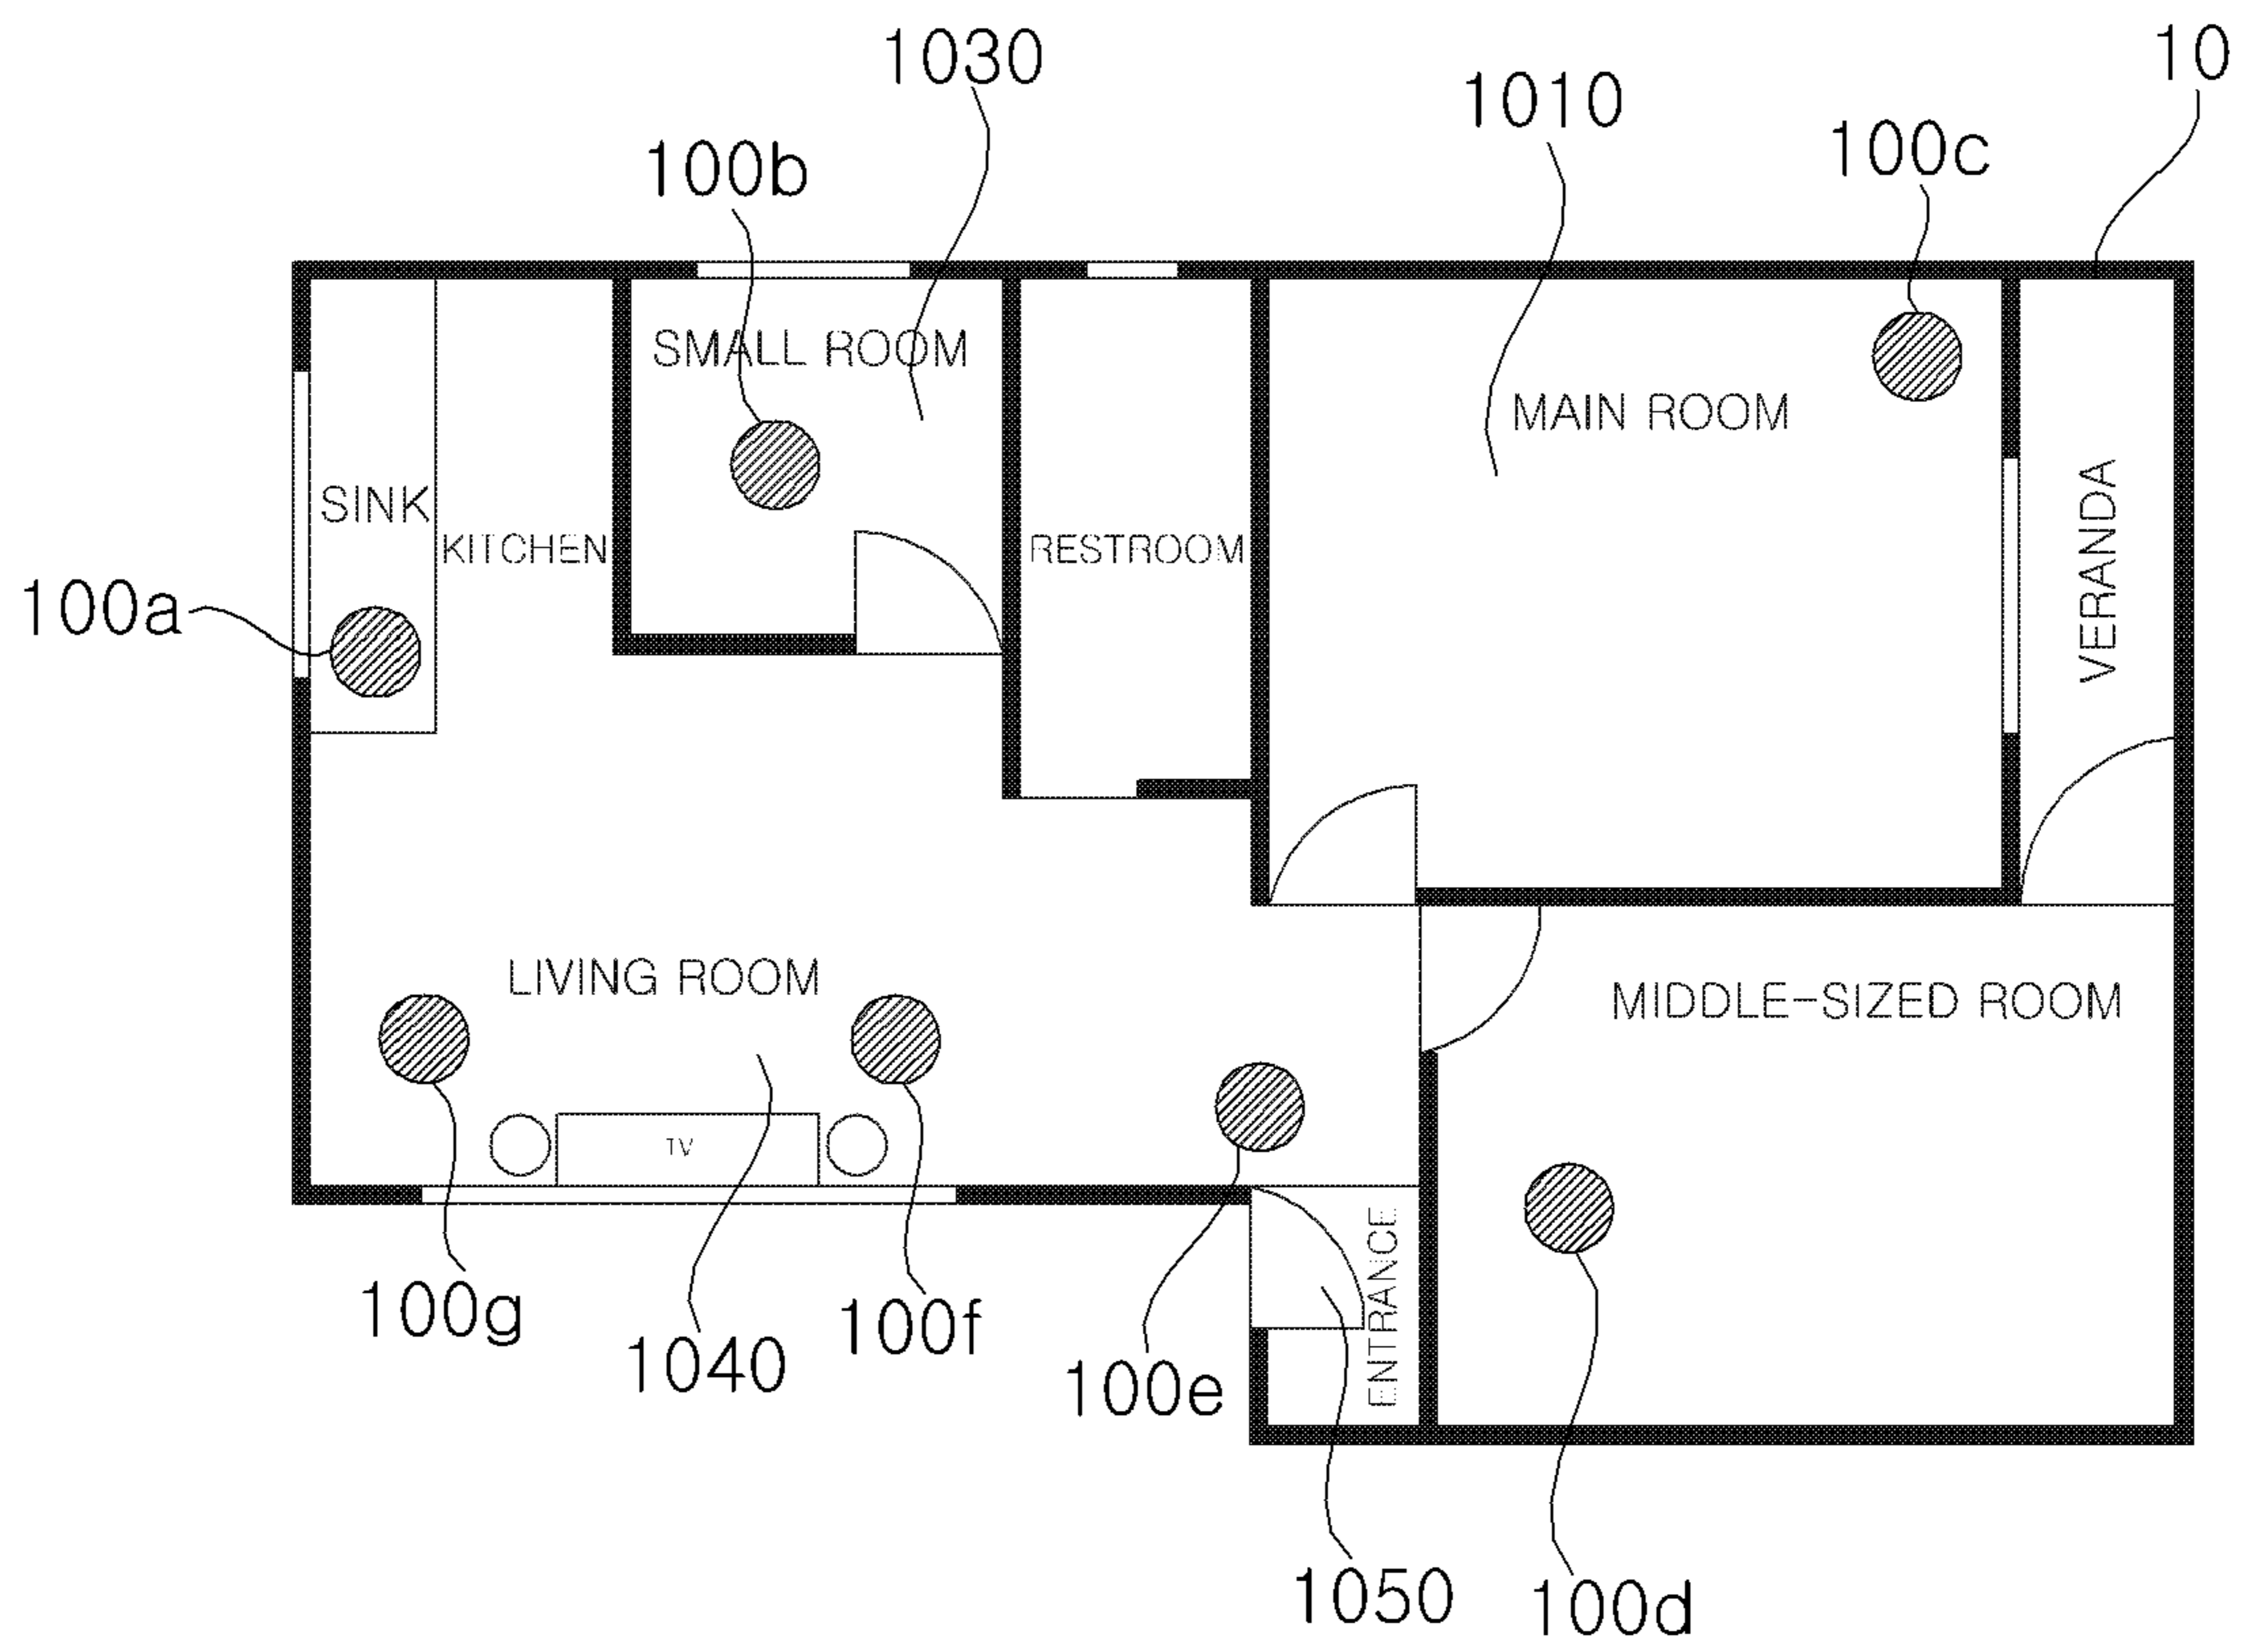 1030
10
1010
100c
100b
SMALL ROOM
MAIN ROOM
SINK
KITCHEN
RESTROOM
VERANDA
100a
LIVING ROOM
MIDDLE-SIZED ROOM
TV
ENTRANCE
100g
100f
1040
100e
1050
100d